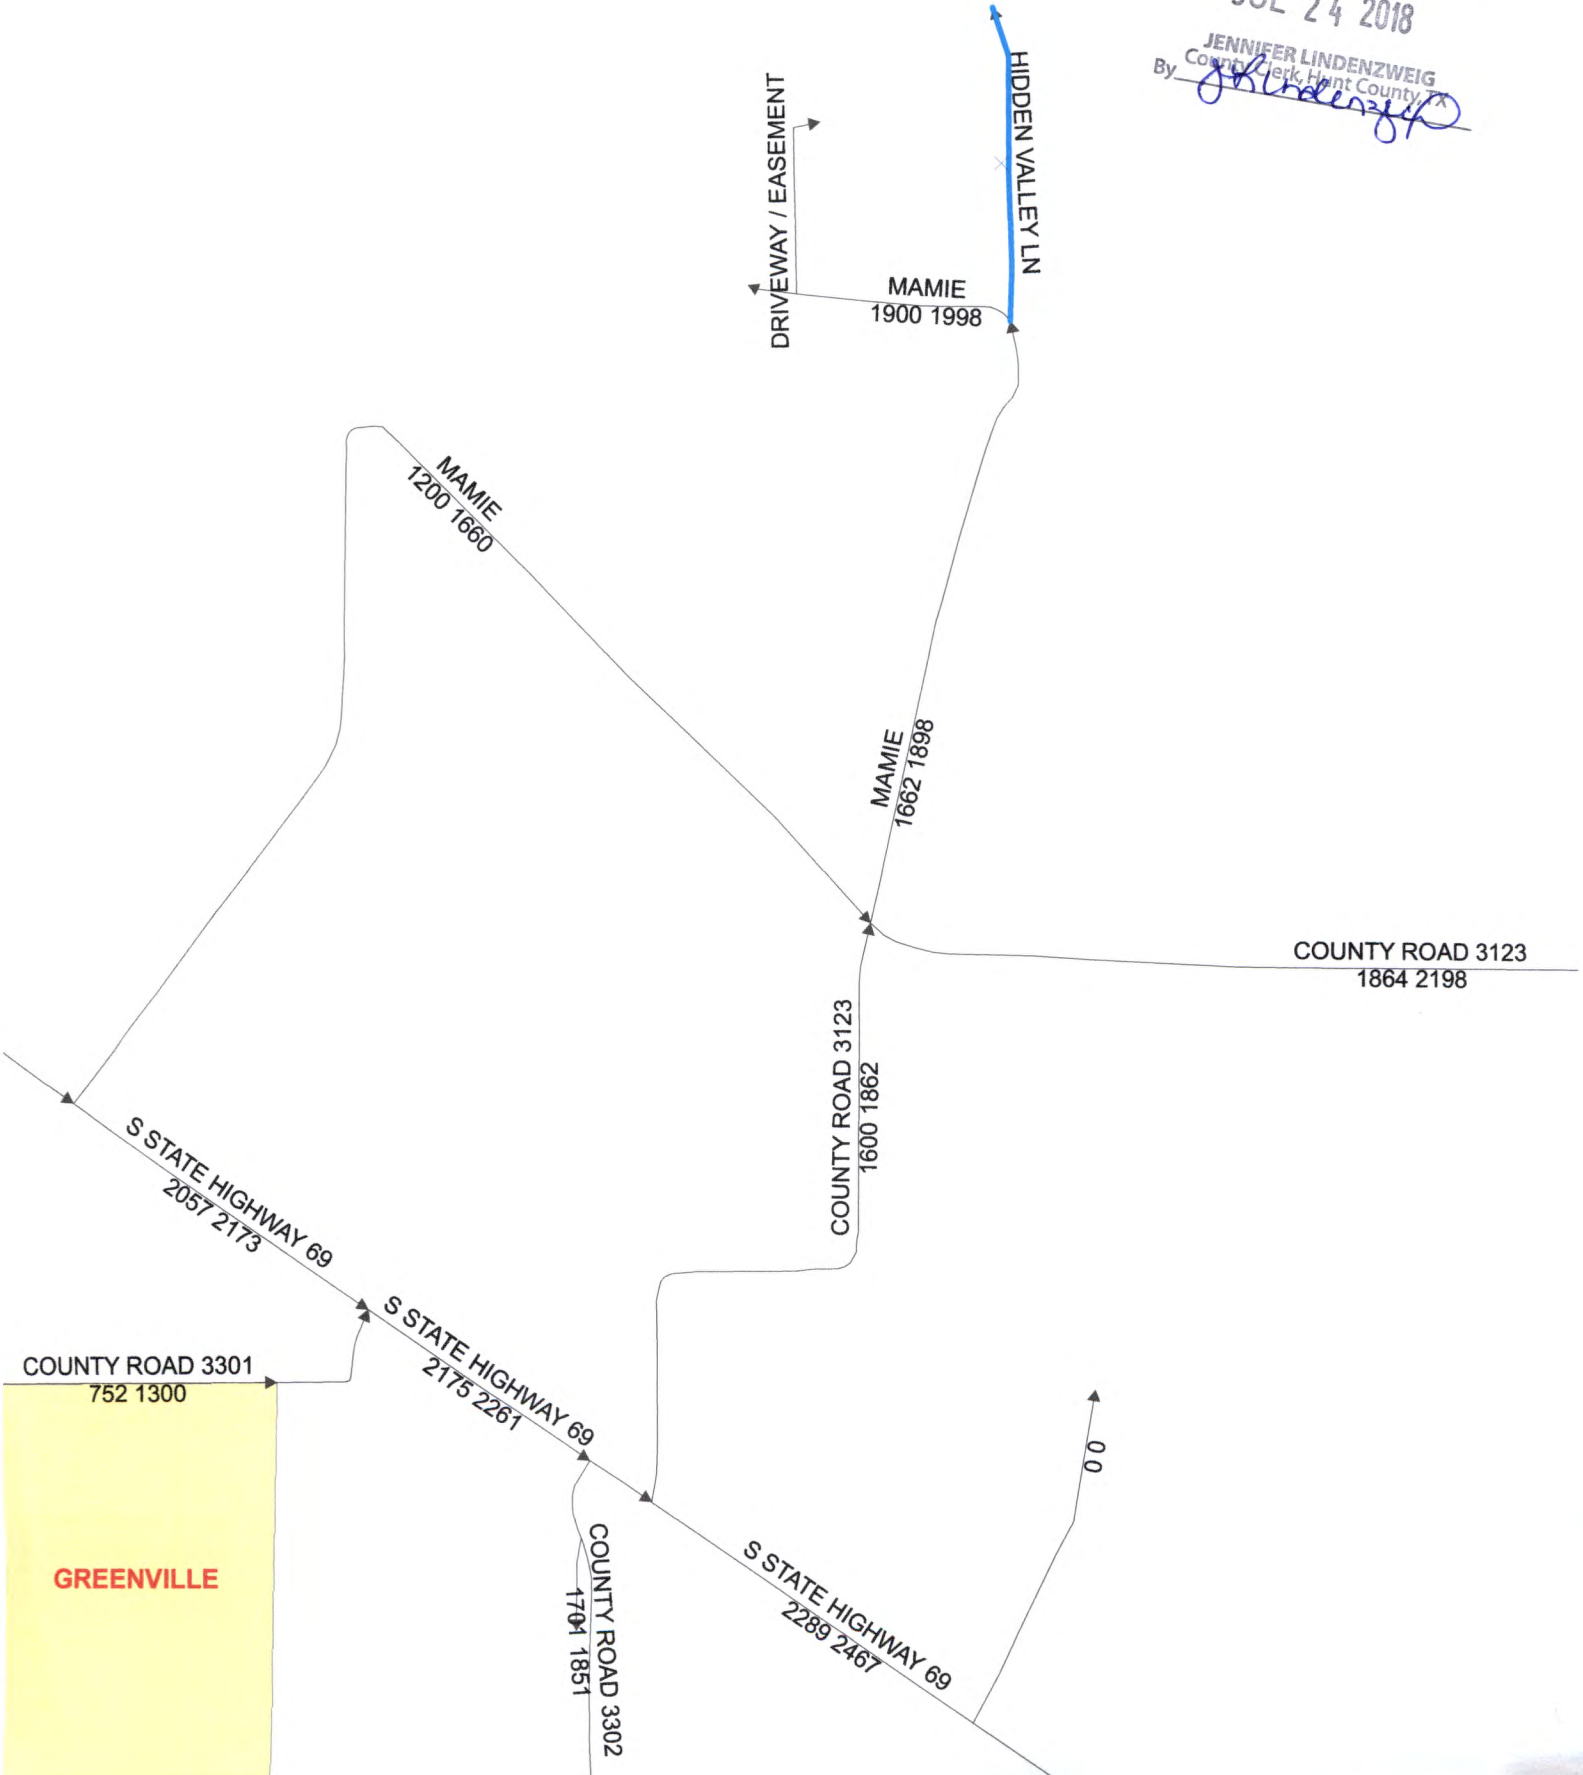 JUL 24 2018
JENNIFER LINDENZWEIG
County Clerk, Hunt County, TX
By
HIDDEN VALLEY LN
DRIVEWAY / EASEMENT
MAMIE
1900 1998
MAMIE
1200 1660
MAMIE
1662 1898
COUNTY ROAD 3123
1864 2198
COUNTY ROAD 3123
1600 1862
S STATE HIGHWAY 69
2057 2173
S STATE HIGHWAY 69
2175 2261
COUNTY ROAD 3301
752 1300
0 0
GREENVILLE
COUNTY ROAD 3302
1701 1851
S STATE HIGHWAY 69
2289 2467